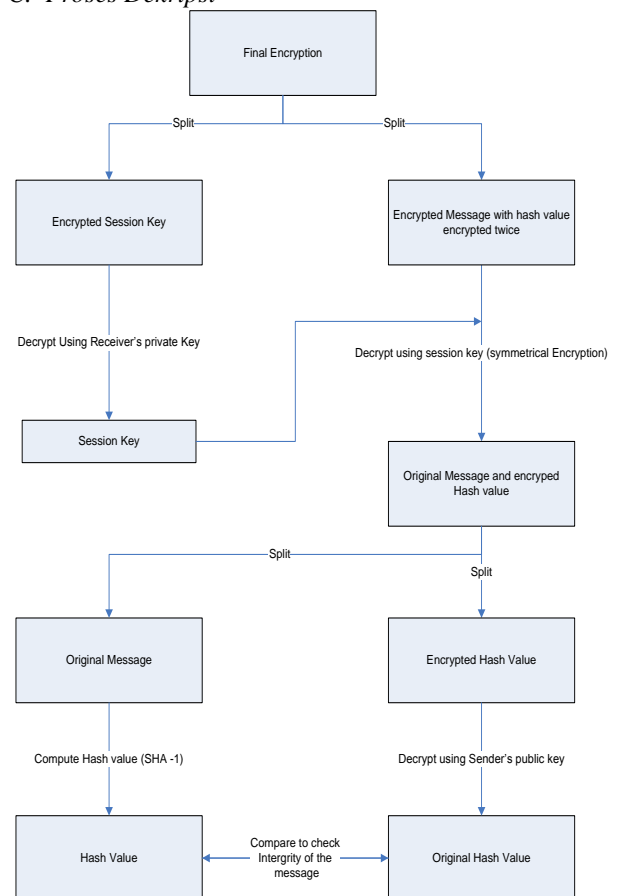 C. Proses Dekripsi
Final Encryption
Split
Split
Encrypted Session Key
Encrypted Message with hash value
encrypted twice
Decrypt Using Receiver's private Key
Decrypt using session key (symmetrical Encryption)
Session Key
Original Message and encryped
Hash value
Split
Split
Original Message
Encrypted Hash Value
Compute Hash value (SHA -1)
Decrypt using Sender's public key
Hash Value
Compare to check
Intergrity of the
message
Original Hash Value